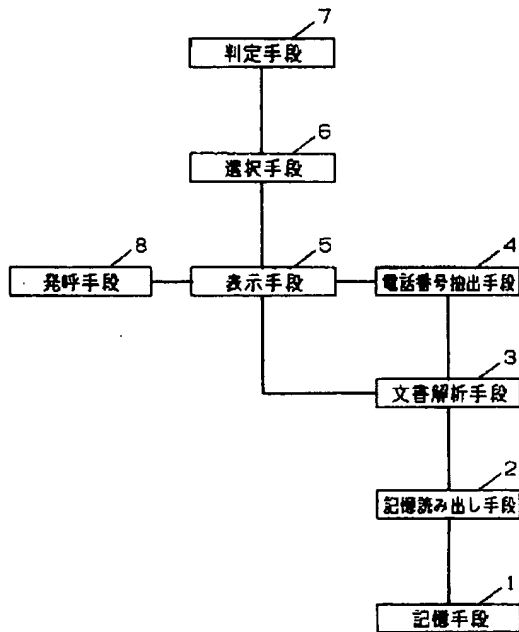 7
判定手段
6
選択手段
8
発呼手段
5
表示手段
4
電話番号抽出手段
3
文書解析手段
2
記憶読み出し手段
1
記憶手段